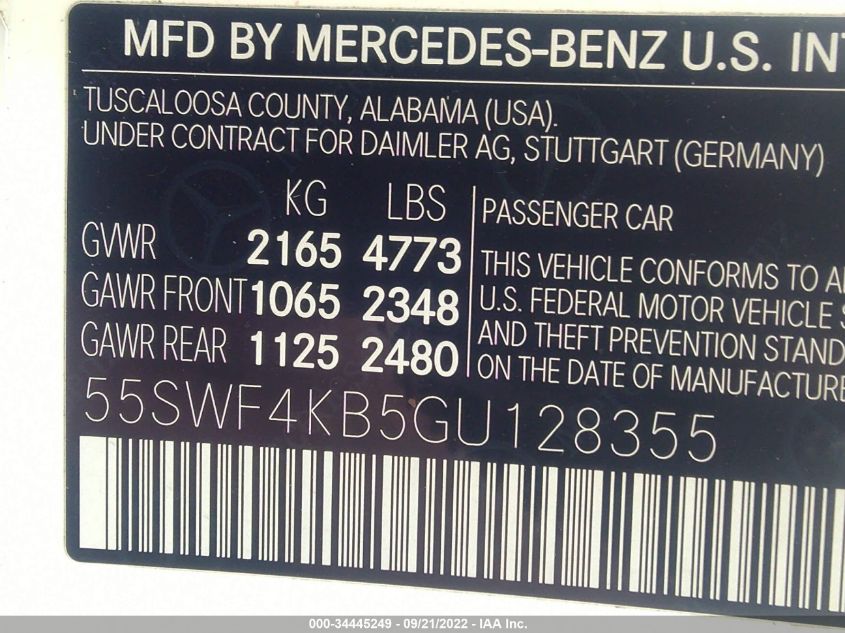 MFD BY MERCEDES-BENZ U.S.
TUSCALOOSA COUNTY, ALABAMA (USA).
UNDER CONTRACT FOR DAIMLER AG, STUTTGART (GERMANY)
KG LBS
GVWR 2165 4773
GAWR FRONT 1065 2348
GAWR REAR 1125 2480
PASSENGER CAR
THIS VEHICLE CONFORMS TO
U.S. FEDERAL MOTOR VEHICLE
AND THEFT PREVENTION
ON THE DATE OF MANUFACTURE
55SWF4KB5GU128355
000-34445249 - 09/21/2022 - IAA Inc.